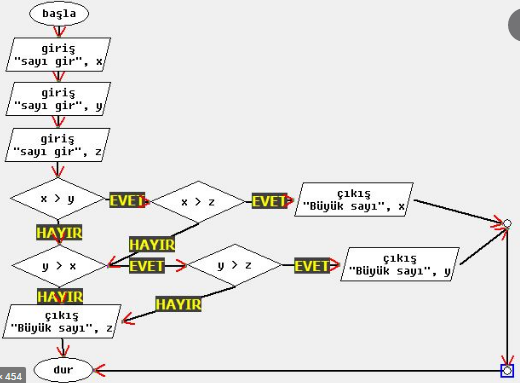 başla
giriş
"sayı gir", x
giriş
"sayı gir", y
giriş
"sayı gir", z
x > y
EVET
x > z
EVET
çıkış
"Büyük sayı", x
HAYIR
HAYIR
y > x
EVET
y > z
EVET
çıkış
"Büyük sayı", y
HAYIR
HAYIR
çıkış
"Büyük sayı", z
dur
× 454